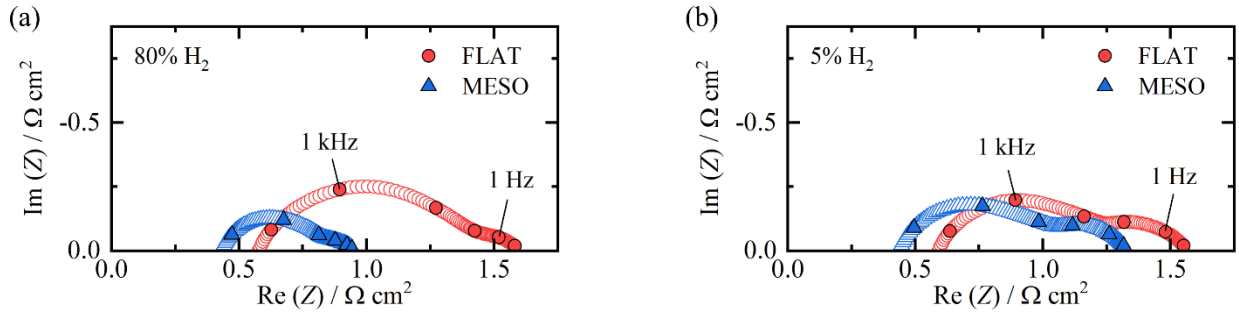 (a)
80% H₂
FLAT
MESO
1 kHz
1 Hz
-0.5
0.0
Im (Z) / Ω cm²
0.0
0.5
1.0
1.5
Re (Z) / Ω cm²
(b)
5% H₂
FLAT
MESO
1 kHz
1 Hz
-0.5
0.0
Im (Z) / Ω cm²
0.0
0.5
1.0
1.5
Re (Z) / Ω cm²